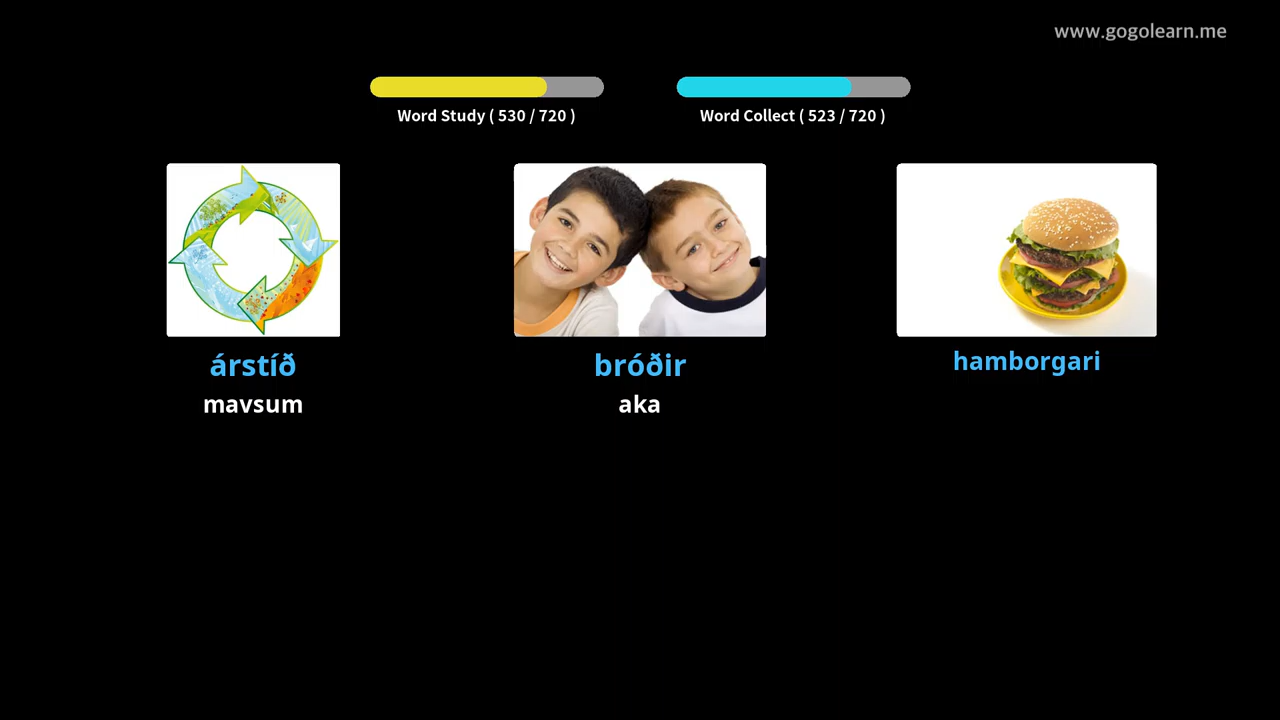 www.gogolearn.me
Word Study ( 530 / 720 )
Word Collect ( 523 / 720 )
árstíð
mavsum
bróðir
aka
hamborgari